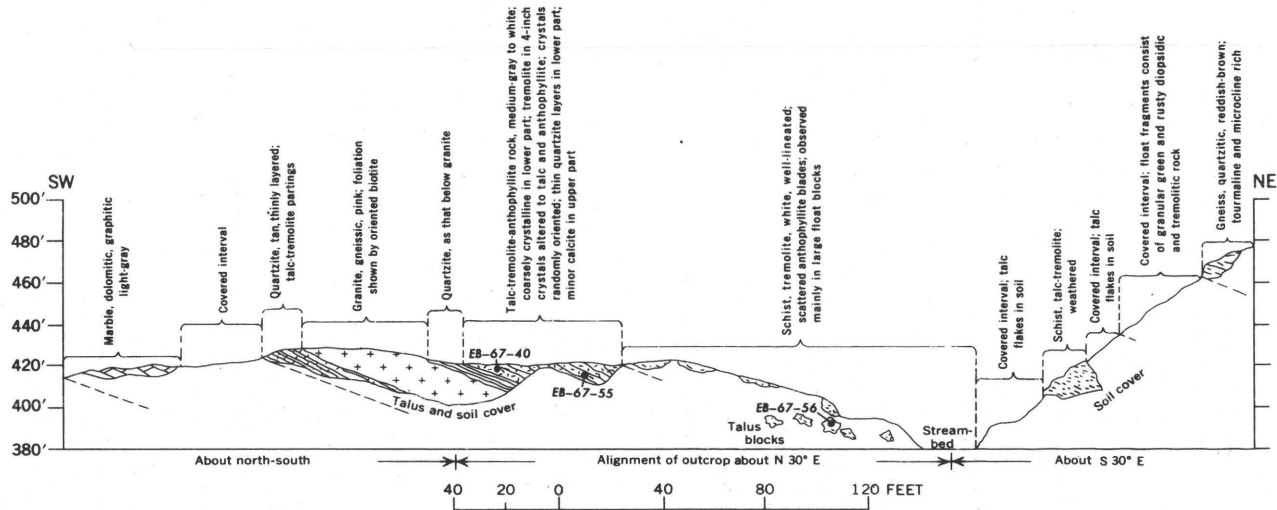 SW
NE
500'
480'
460'
440'
420'
400'
380'
Marble, dolomitic, graphitic
light-gray
Covered interval
Quartzite, tan, thinly layered;
talc-tremolite partings
Granite, gneissic, pink; foliation
shown by oriented biotite
Quartzite, as that below granite
Talc-tremolite-anthophyllite rock, medium-gray to white;
coarsely crystalline in lower part; tremolite in 4-inch
crystals altered to talc and anthophyllite; crystals
randomly oriented; thin quartzite layers in lower part;
minor calcite in upper part
Schist, tremolite, white, well-lineated;
scattered anthophyllite blades; observed
mainly in large float blocks
Covered interval; talc
flakes in soil
Schist, talc-tremolite;
weathered
Covered interval; talc
flakes in soil
Covered interval; float fragments consist
of granular green and rusty diopsidic
and tremolitic rock
Gneiss, quartzitic, reddish-brown;
tourmaline and microcline rich
500'
480'
460'
440'
420'
400'
380'
EB-67-40
EB-67-55
EB-67-56
Talus and soil cover
Talus
blocks
Stream-
bed
Soil cover
About north-south
Alignment of outcrop about N 30° E
About S 30° E
40 20 0 40 80 120 FEET